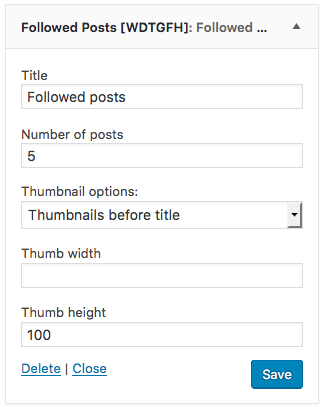 Followed Posts [WDTGFH]: Followed ...
Title
Followed posts
Number of posts
5
Thumbnail options:
Thumbnails before title
Thumb width
Thumb height
100
Delete | Close
Save